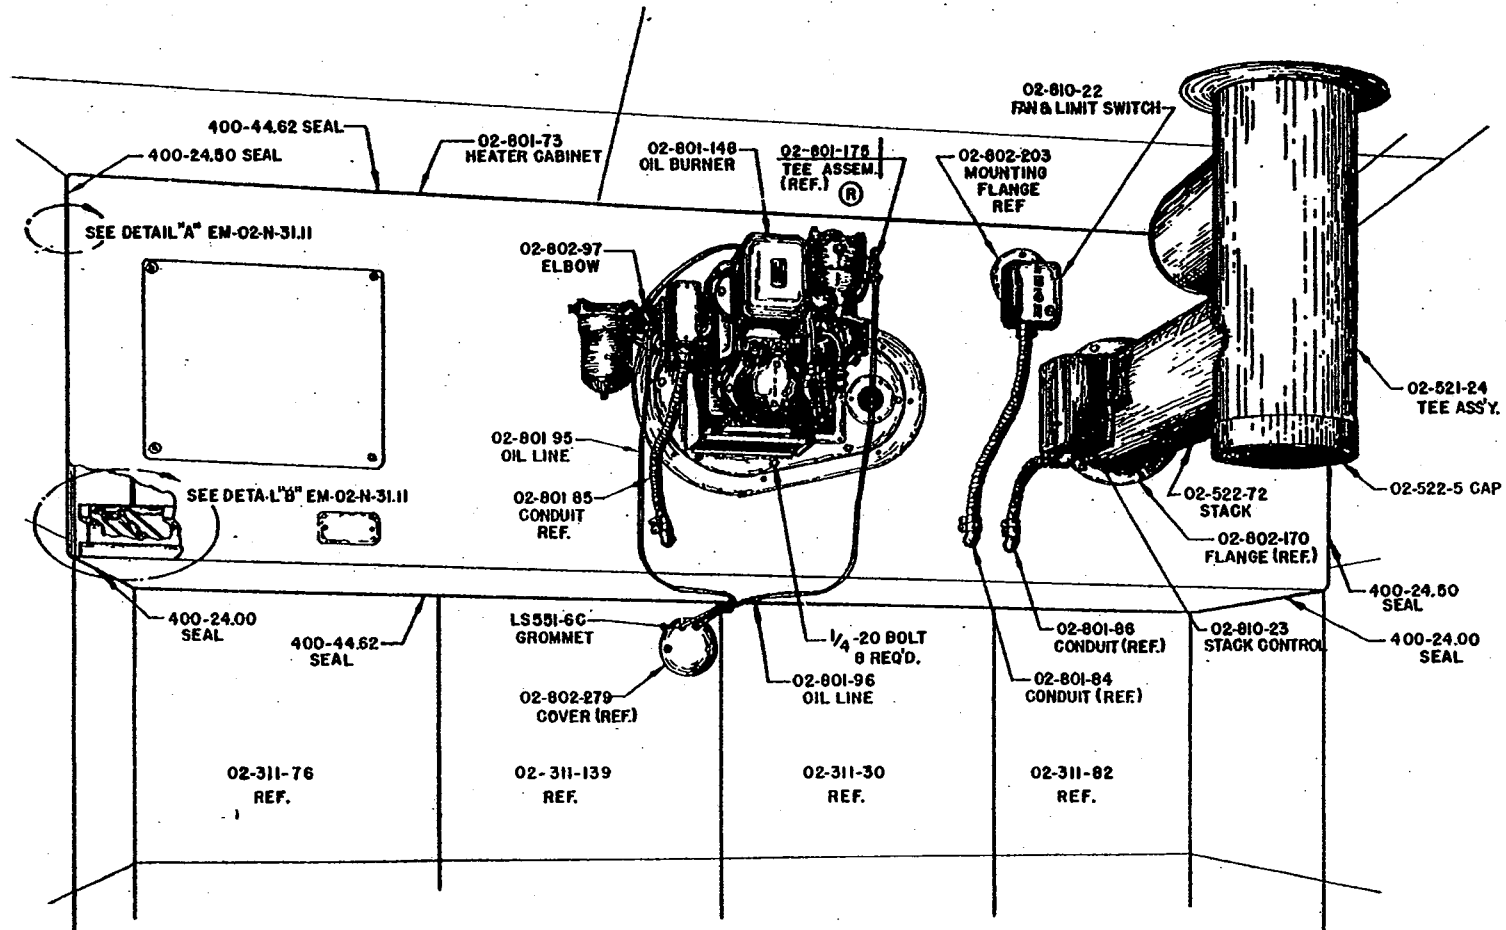 02-810-22
FAN & LIMIT SWITCH
400-44.62 SEAL
400-24.50 SEAL
02-801-73
HEATER CABINET
02-801-148
OIL BURNER
02-801-175
TEE ASSEM.
(REF.)
R
02-802-203
MOUNTING
FLANGE
REF
SEE DETAIL "A" EM-02-N-31.11
02-802-97
ELBOW
02-521-24
TEE ASS'Y.
02-801 95
OIL LINE
02-801 85
CONDUIT
REF.
SEE DETA·L "B" EM-02-N-31.11
02-522-72
STACK
02-522-5 CAP
02-802-170
FLANGE (REF.)
400-24.50
SEAL
400-24.00
SEAL
400-44.62
SEAL
LS551-6C
GROMMET
1/4-20 BOLT
8 REQ'D.
02-801-86
CONDUIT (REF.)
02-810-23
STACK CONTROL
400-24.00
SEAL
02-802-279
COVER (REF.)
02-801-96
OIL LINE
02-801-84
CONDUIT (REF.)
02-311-76
REF.
02-311-139
REF.
02-311-30
REF.
02-311-82
REF.